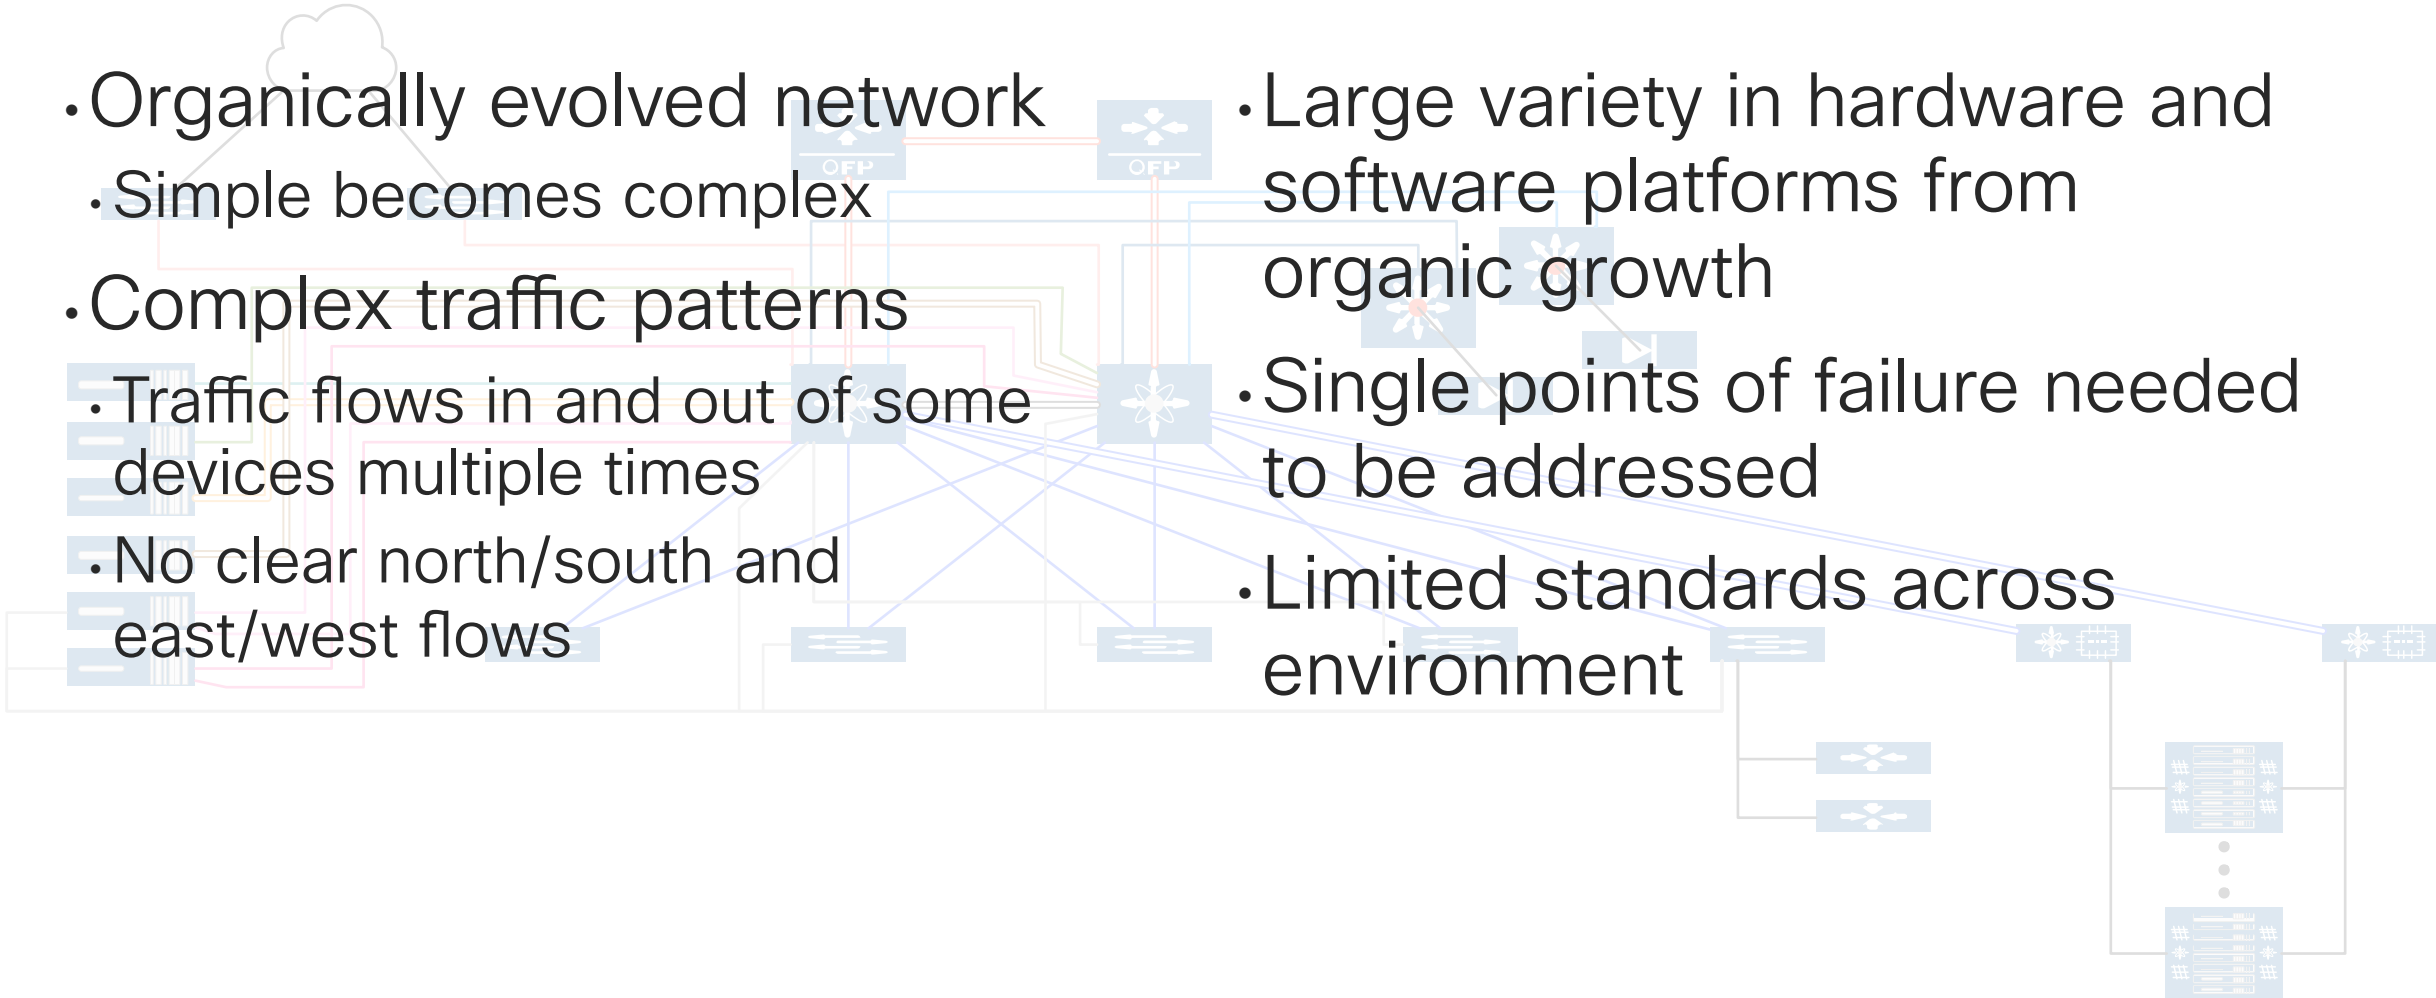 • Organically evolved network
• Simple becomes complex
• Complex traffic patterns
• Traffic flows in and out of some
devices multiple times
• No clear north/south and
east/west flows
• Large variety in hardware and
software platforms from
organic growth
• Single points of failure needed
to be addressed
• Limited standards across
environment
QFP
QFP